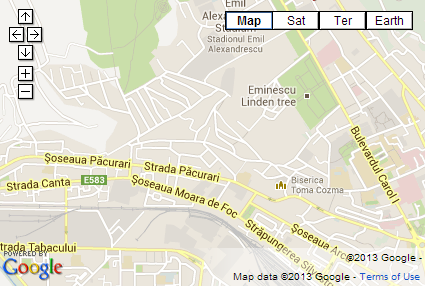 Emil
Alexandrescu
Stadium
Stadionul Emil
Alexandrescu
Map
Sat
Ter
Earth
Eminescu
Linden tree
Bulevardul Carol I
Șoseaua Păcurari
Strada Păcurari
Strada Canta
E583
Șoseaua Moara de Foc
Biserica
Toma Cozma
Străpungerea Sil
Șoseaua Arc
Strada Tabacului
POWERED BY
Google
©2013 Google -
Map data ©2013 Google - Terms of Use